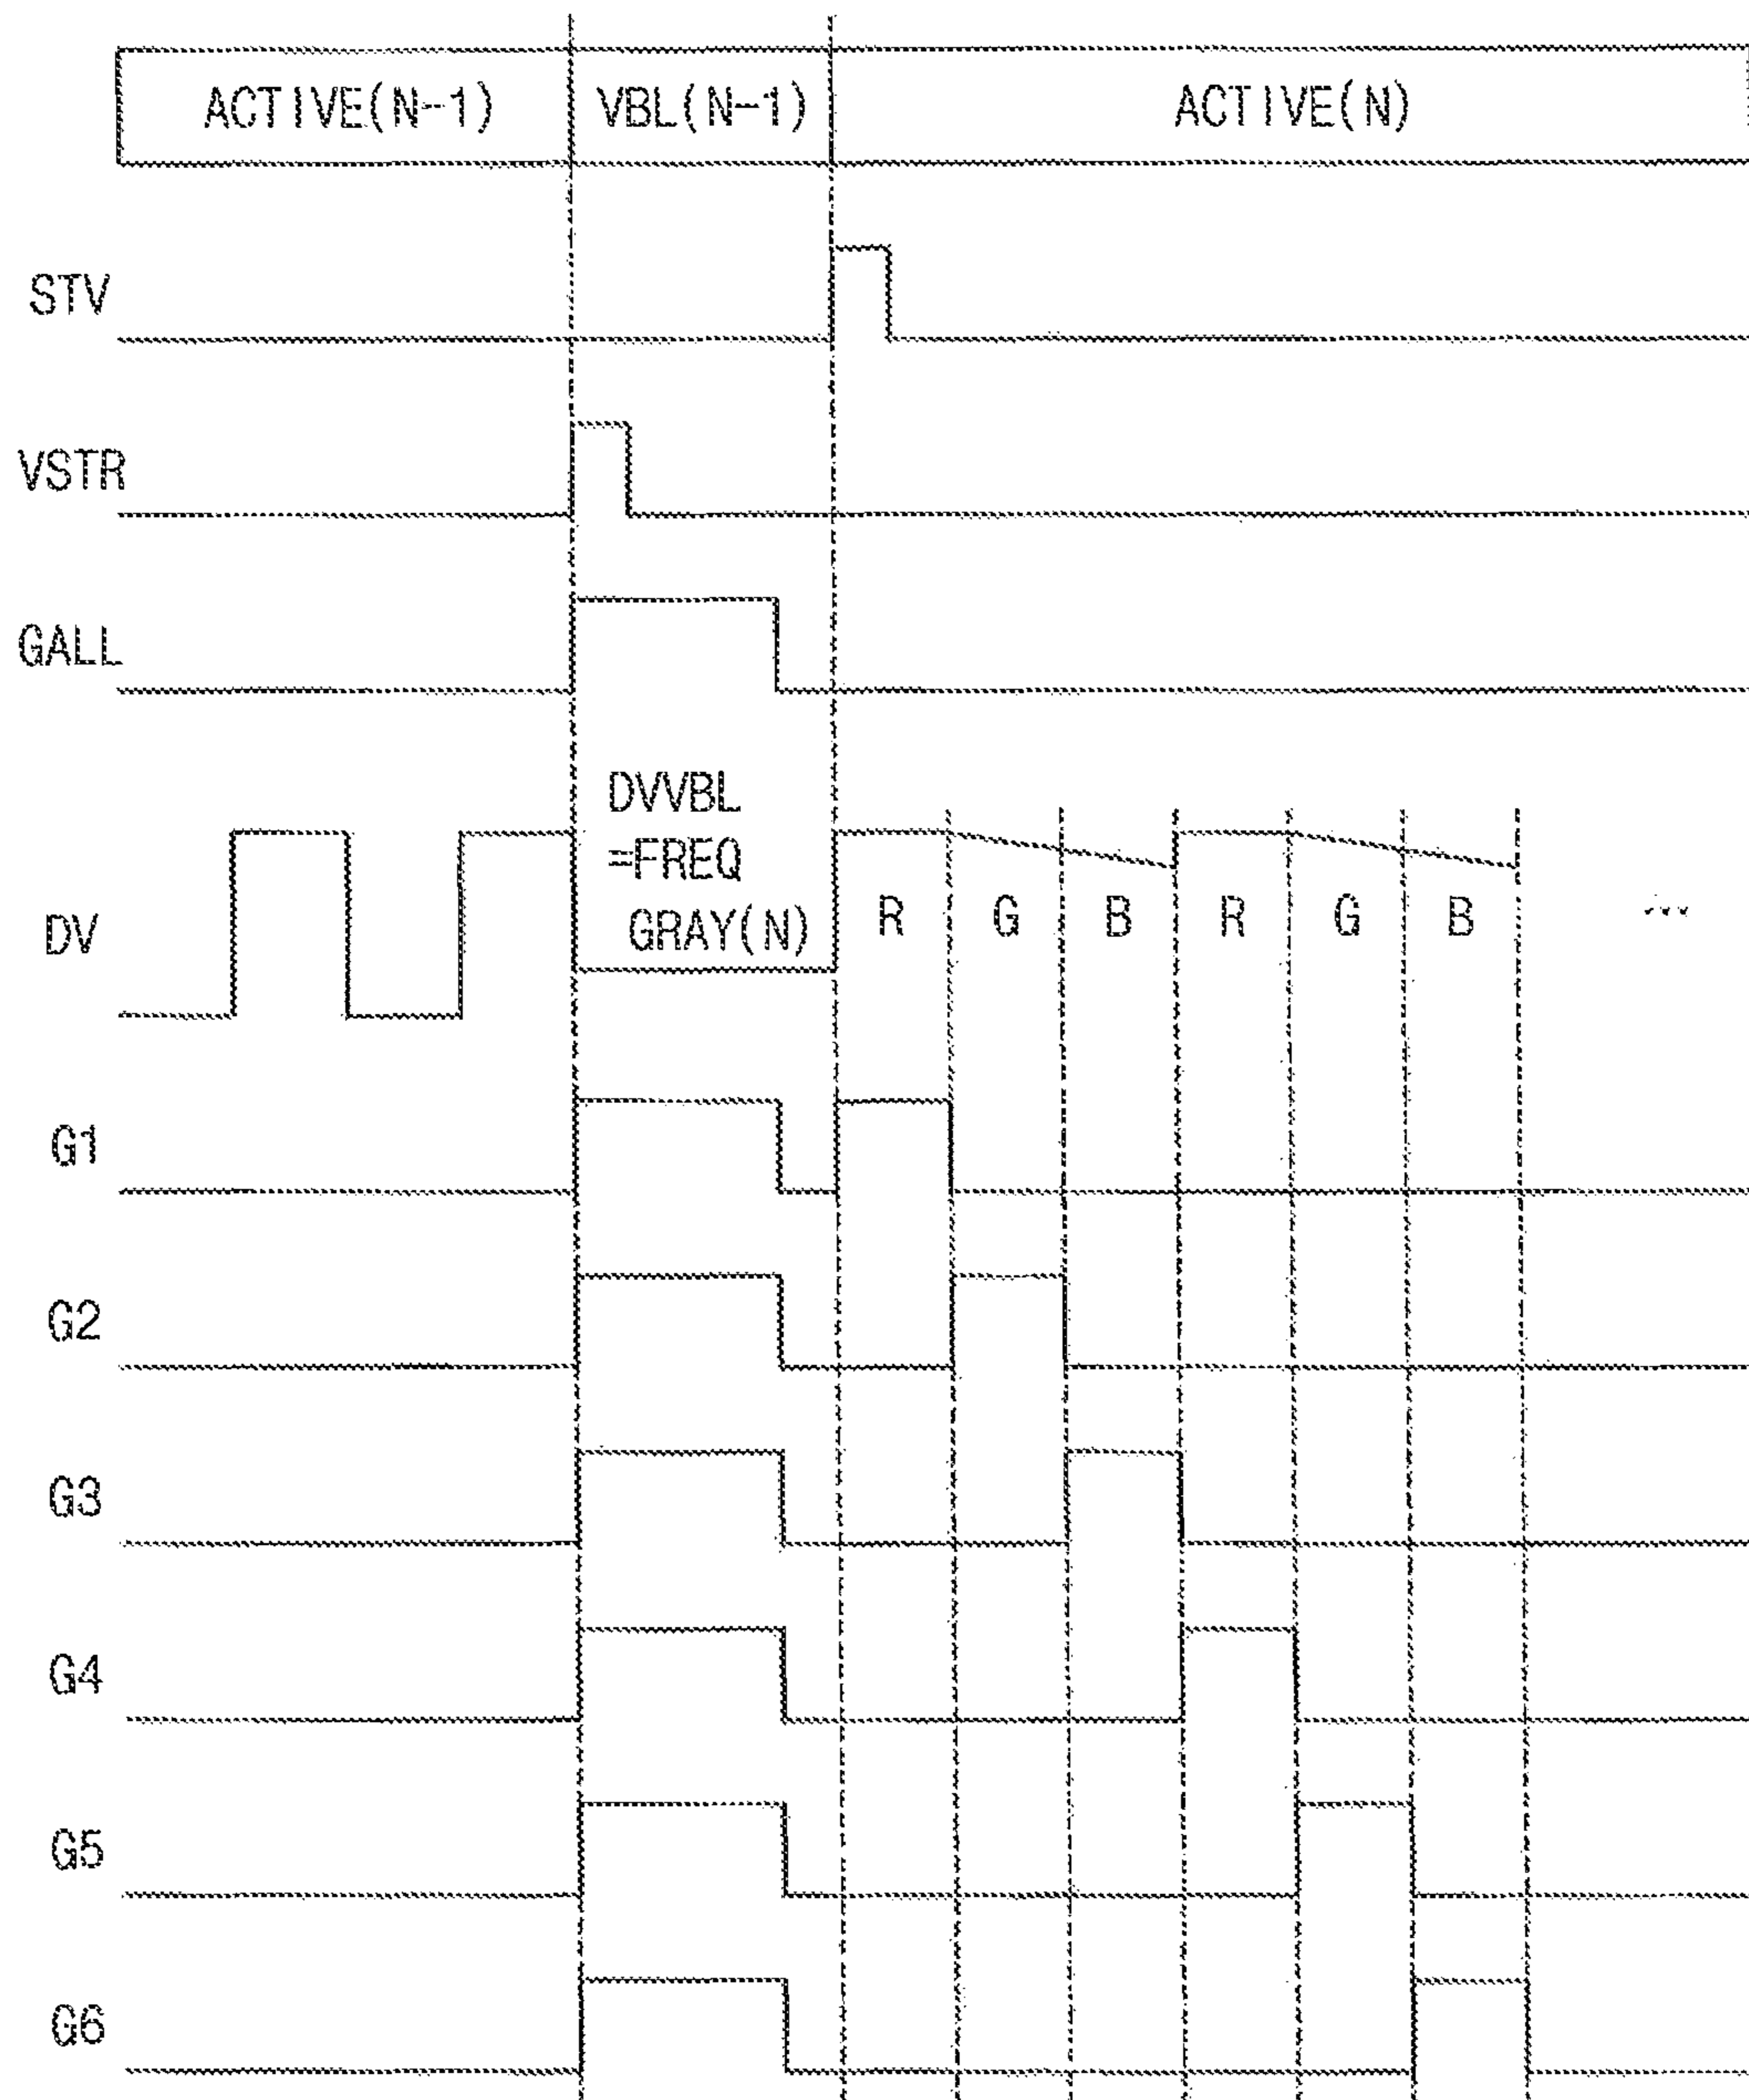 ACTIVE(N-1) VBL(N-1) ACTIVE(N)
STV
VSTR
GALL
DVVBL
=FREQ
GRAY(N)
DV R G B R G B ...
G1
G2
G3
G4
G5
G6